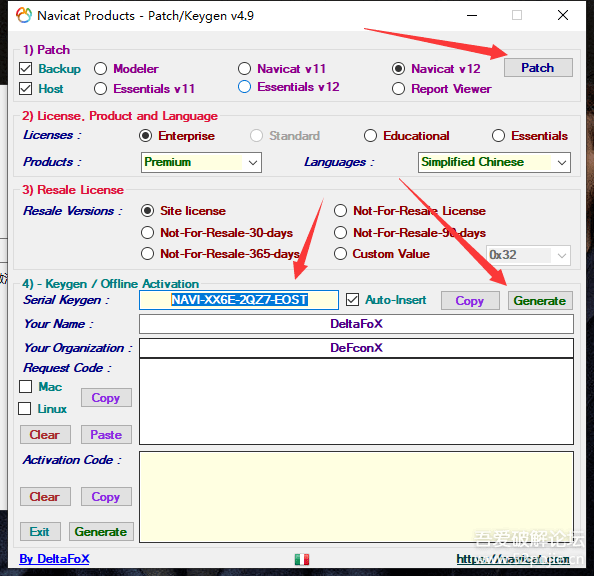 Navicat Products - Patch/Keygen v4.9
1) Patch
Backup Modeler Navicat v11 Navicat v12 Patch
Host Essentials v11 Essentials v12 Report Viewer
2) License, Product and Language
Licenses : Enterprise Standard Educational Essentials
Products : Premium Languages : Simplified Chinese
3) Resale License
Resale Versions : Site license Not-For-Resale License
Not-For-Resale-30-days Not-For-Resale-90-days
Not-For-Resale-365-days Custom Value 0x32
4) - Keygen / Offline Activation
Serial Keygen : NAVI-XX6E-2QZ7-EOST Auto-Insert Copy Generate
Your Name : DeltaFoX
Your Organization : DeFconX
Request Code :
Mac
Copy
Linux
Clear Paste
Activation Code :
Clear Copy
Exit Generate
吾爱破解论坛
By DeltaFoX